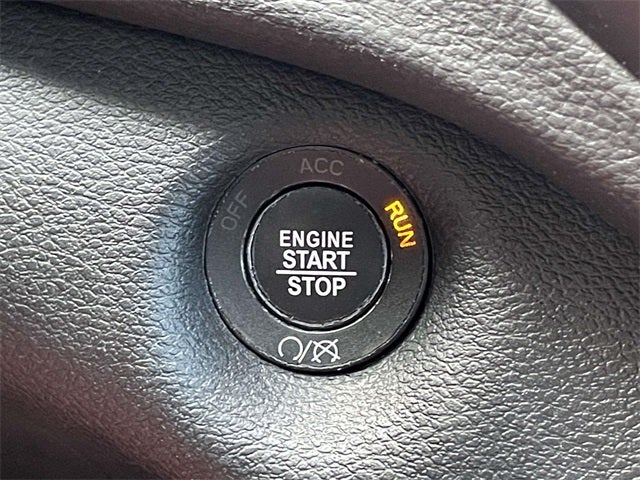 ACC
OFF
RUN
ENGINE
START
STOP